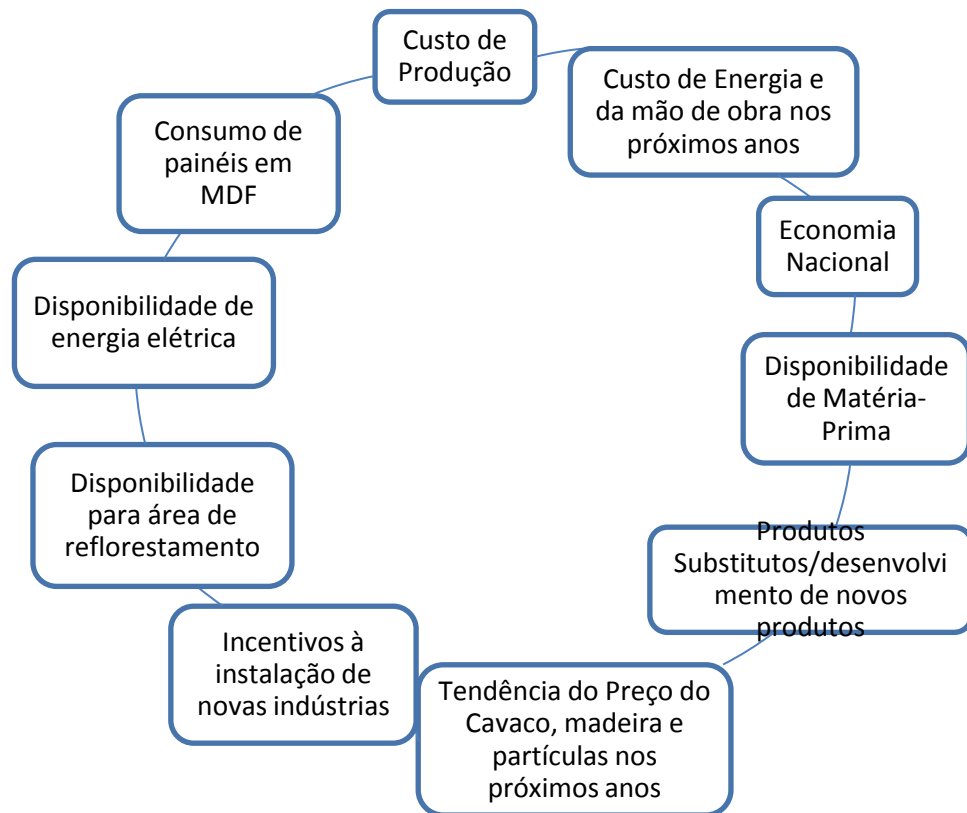 Custo de
Produção
Custo de Energia e
da mão de obra nos
próximos anos
Economia
Nacional
Disponibilidade
de Matéria-
Prima
Produtos
Substitutos/desenvolvi
mento de novos
produtos
Tendência do Preço do
Cavaco, madeira e
partículas nos
próximos anos
Incentivos à
instalação de
novas indústrias
Disponibilidade
para área de
reflorestamento
Disponibilidade de
energia elétrica
Consumo de
painéis em
MDF